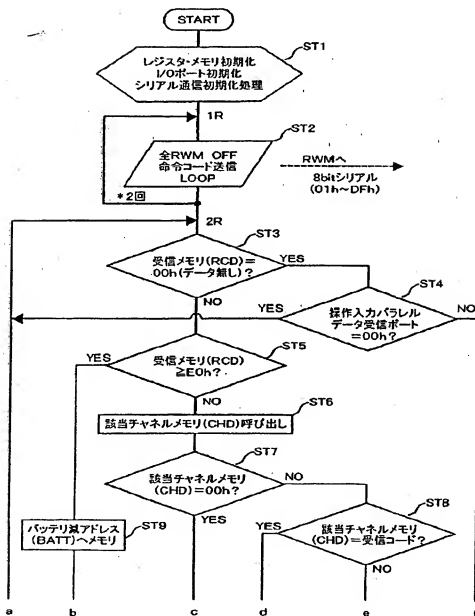 START
ST1
レジスタ・メモリ初期化
I/Oポート初期化
シリアル通信初期化処理
1R
ST2
全RWM OFF
命令コード送信
LOOP
RWMへ
8bitシリアル
(01h~DFh)
*2回
2R
ST3
受信メモリ(RCD)=
00h(データ無し)?
YES
ST4
NO
YES
操作入力パラレル
データ受信ポート
=00h?
NO
ST5
YES
受信メモリ(RCD)
≧E0h?
NO
ST6
該当チャネルメモリ(CHD)呼び出し
ST7
該当チャネルメモリ
(CHD)=00h?
NO
ST8
YES
YES
該当チャネルメモリ
(CHD)=受信コード?
NO
バッテリ減アドレス
(BATT)へメモリ
ST9
a
b
c
d
e